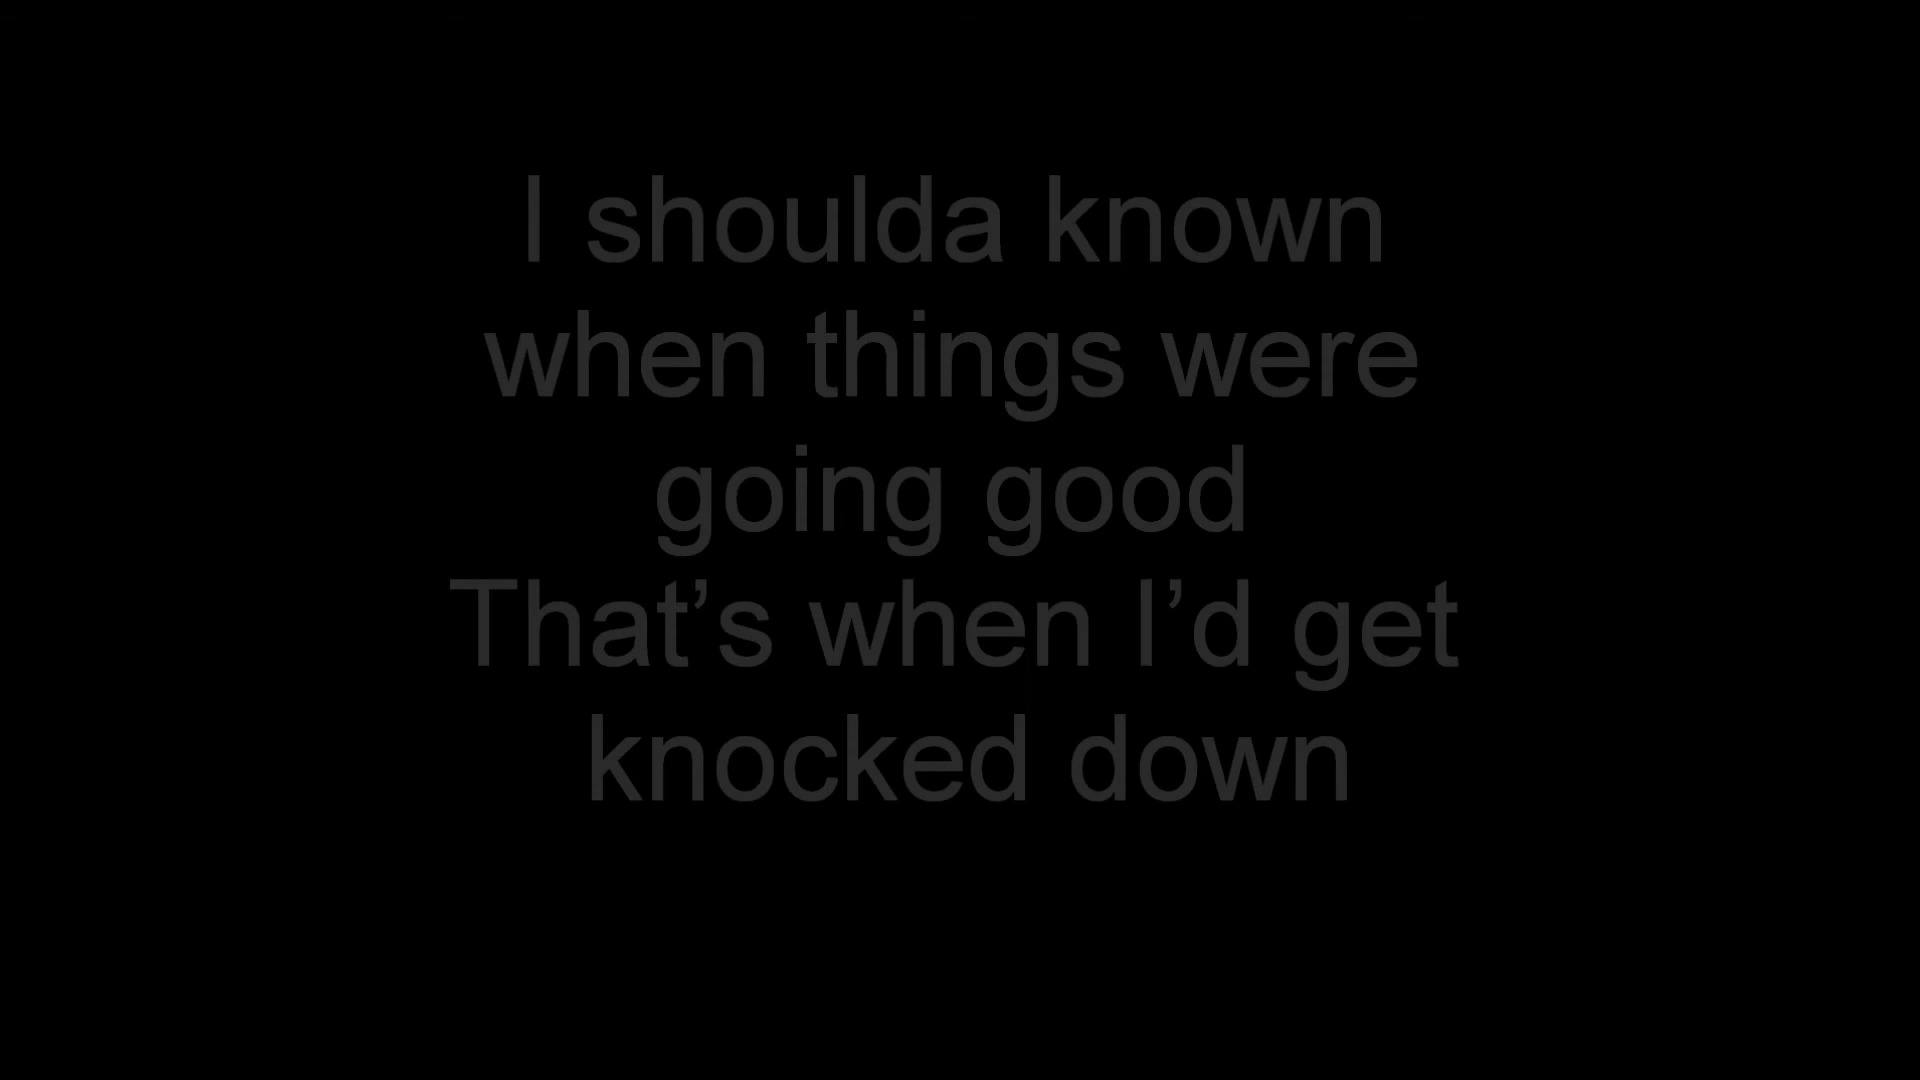 I shoulda known
when things were
going good
That’s when I’d get
knocked down